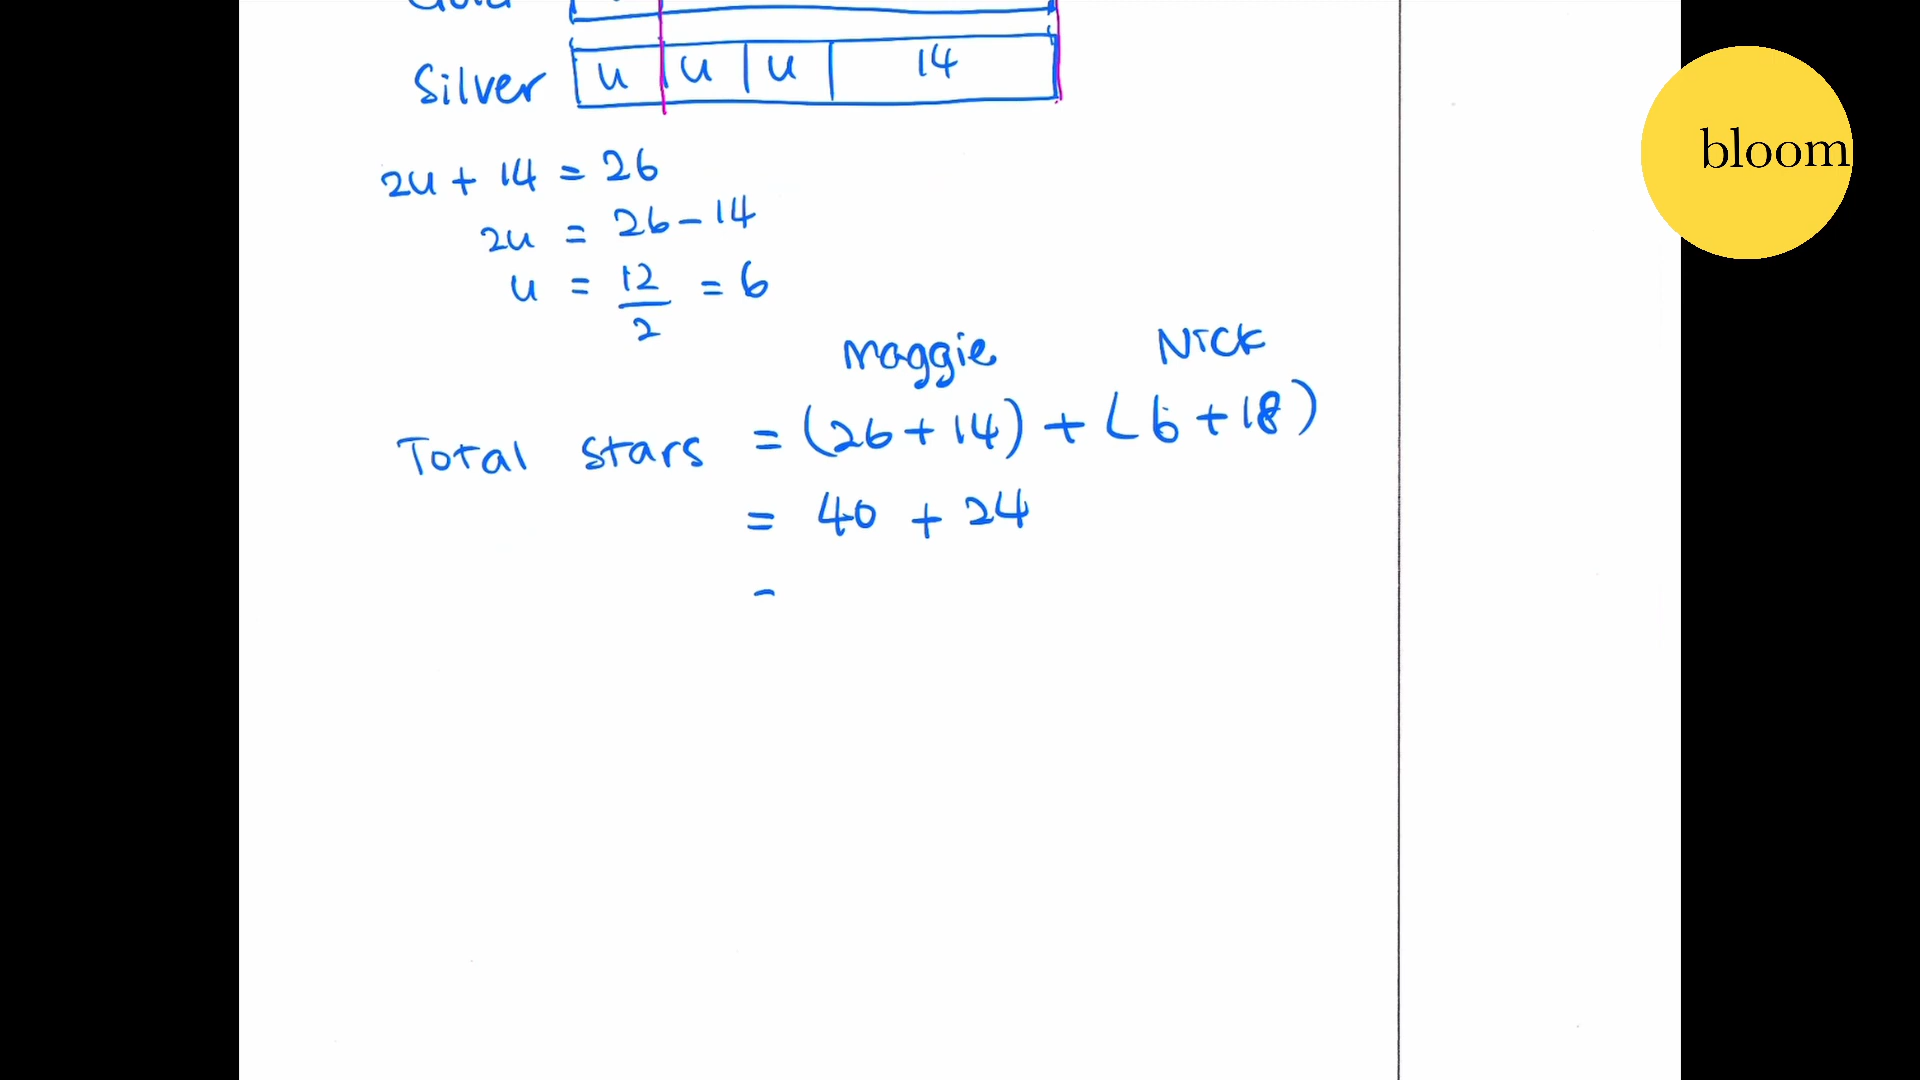 Gold
Silver u u u 14
bloom
2u + 14 = 26
2u = 26 - 14
u = 12/2 = 6
Maggie Nick
Total stars = (26 + 14) + (6 + 18)
= 40 + 24
-